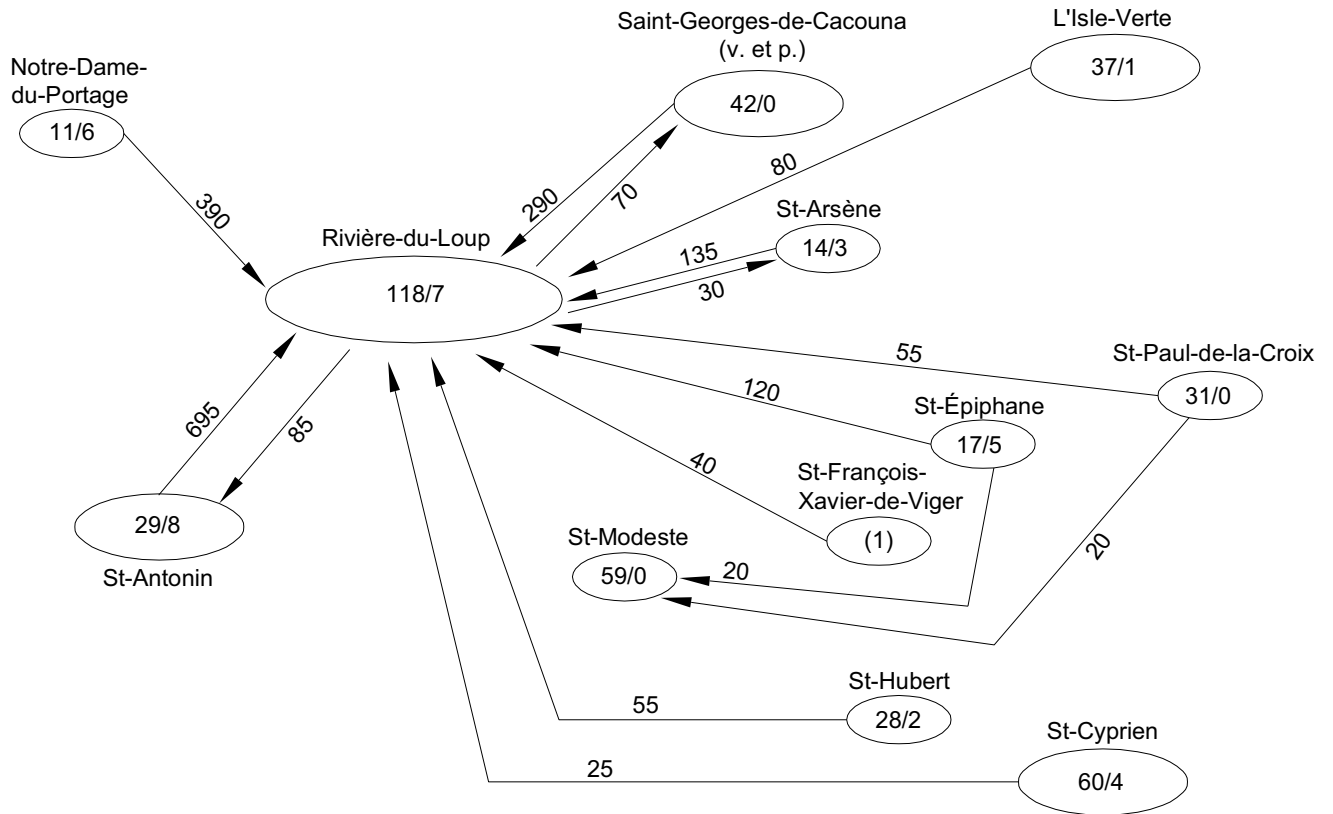 Saint-Georges-de-Cacouna
(v. et p.)
42/0
L'Isle-Verte
37/1
Notre-Dame-
du-Portage
11/6
390
290
70
80
St-Arsène
14/3
135
30
Rivière-du-Loup
118/7
55
St-Paul-de-la-Croix
31/0
120
St-Épiphane
17/5
695
85
40
St-François-
Xavier-de-Viger
(1)
29/8
St-Antonin
St-Modeste
59/0
20
20
St-Hubert
28/2
55
St-Cyprien
60/4
25